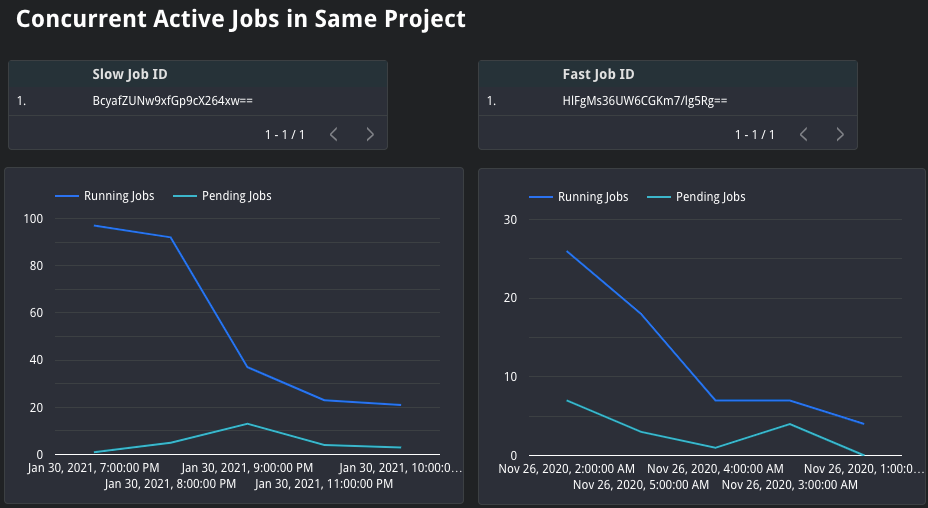 Concurrent Active Jobs in Same Project
Slow Job ID
1. BcyafZUNw9xfGp9cX264xw==
1 - 1 / 1
Fast Job ID
1. HlFgMs36UW6CGKm7/lg5Rg==
1 - 1 / 1
Running Jobs Pending Jobs
100
80
60
40
20
0
Jan 30, 2021, 7:00:00 PM Jan 30, 2021, 9:00:00 PM Jan 30, 2021, 10:00:0…
Jan 30, 2021, 8:00:00 PM Jan 30, 2021, 11:00:00 PM
Running Jobs Pending Jobs
30
20
10
0
Nov 26, 2020, 2:00:00 AM Nov 26, 2020, 4:00:00 AM Nov 26, 2020, 1:00:0…
Nov 26, 2020, 5:00:00 AM Nov 26, 2020, 3:00:00 AM